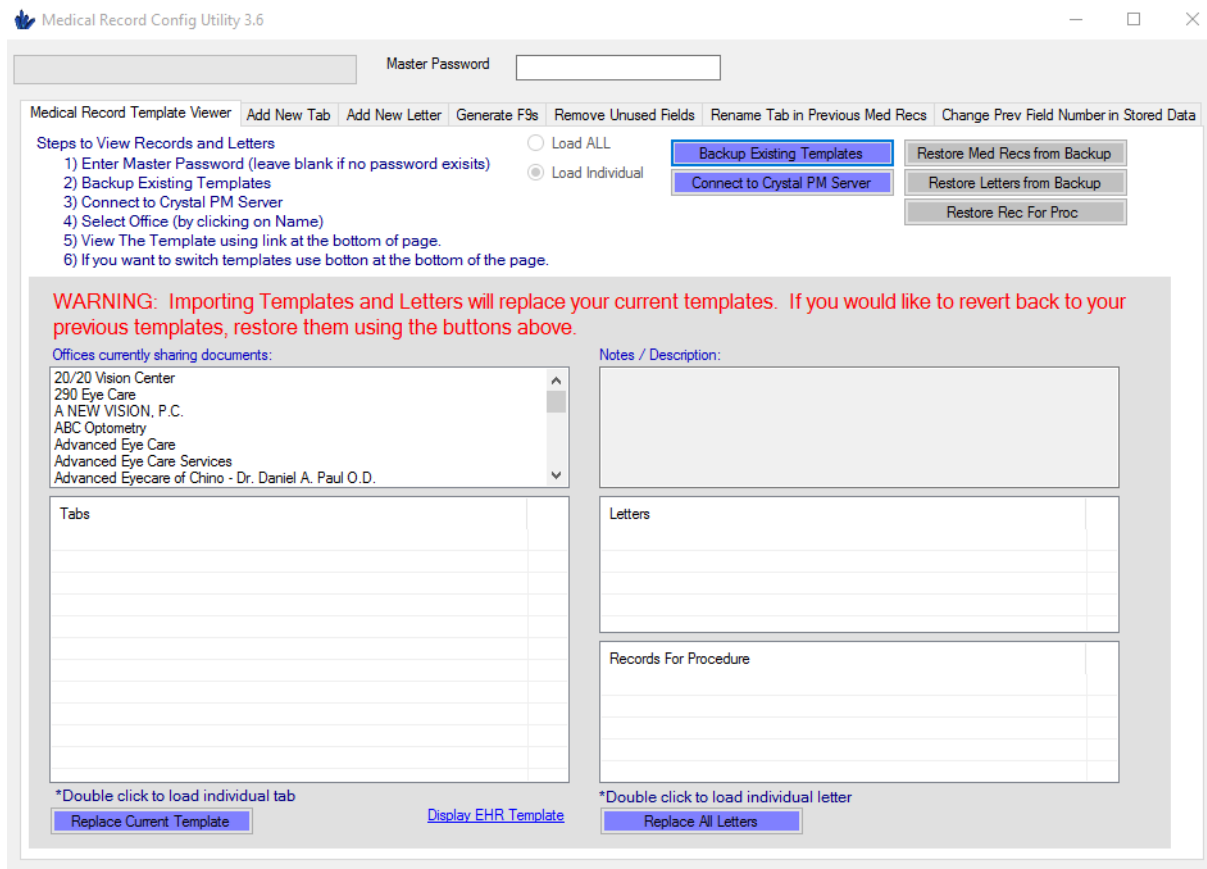 Medical Record Config Utility 3.6
Master Password
Medical Record Template Viewer Add New Tab Add New Letter Generate F9s Remove Unused Fields Rename Tab in Previous Med Recs Change Prev Field Number in Stored Data
Steps to View Records and Letters
1) Enter Master Password (leave blank if no password exisits)
2) Backup Existing Templates
3) Connect to Crystal PM Server
4) Select Office (by clicking on Name)
5) View The Template using link at the bottom of page.
6) If you want to switch templates use botton at the bottom of the page.
Load ALL
Load Individual
Backup Existing Templates
Connect to Crystal PM Server
Restore Med Recs from Backup
Restore Letters from Backup
Restore Rec For Proc
WARNING: Importing Templates and Letters will replace your current templates. If you would like to revert back to your
previous templates, restore them using the buttons above.
Offices currently sharing documents:
20/20 Vision Center
290 Eye Care
A NEW VISION, P.C.
ABC Optometry
Advanced Eye Care
Advanced Eye Care Services
Advanced Eyecare of Chino - Dr. Daniel A. Paul O.D.
Notes / Description:
Tabs
Letters
Records For Procedure
*Double click to load individual tab
Replace Current Template
Display EHR Template
*Double click to load individual letter
Replace All Letters